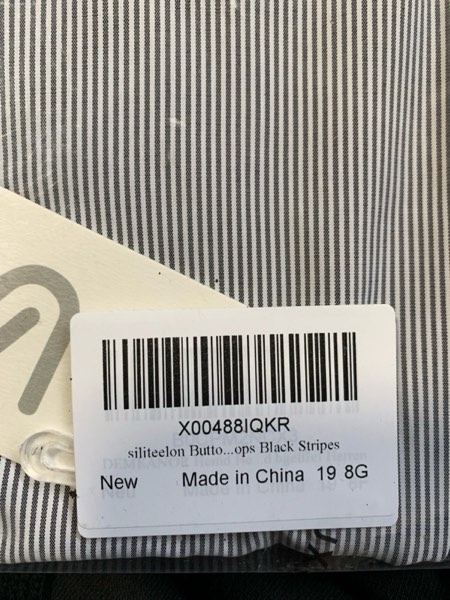 X00488IQKR
siliteelon Butto...ops Black Stripes
New Made in China 19 8G